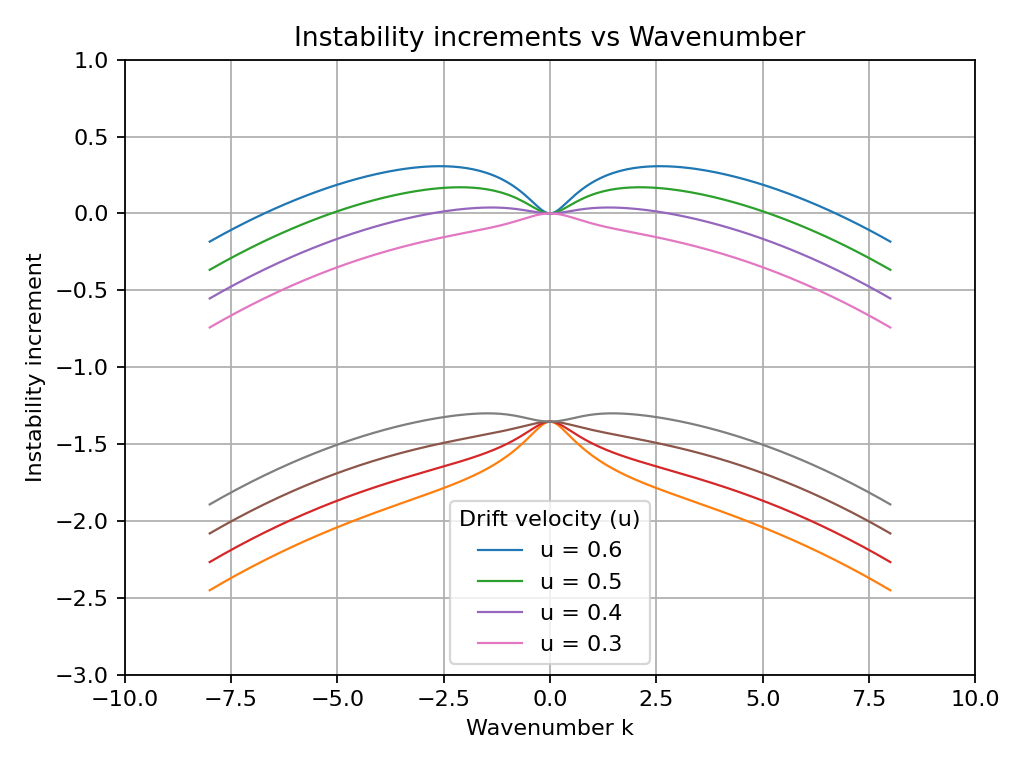 Instability increments vs Wavenumber
Instability increment
1.0
0.5
0.0
−0.5
−1.0
−1.5
−2.0
−2.5
−3.0
Drift velocity (u)
u = 0.6
u = 0.5
u = 0.4
u = 0.3
−10.0 −7.5 −5.0 −2.5 0.0 2.5 5.0 7.5 10.0
Wavenumber k